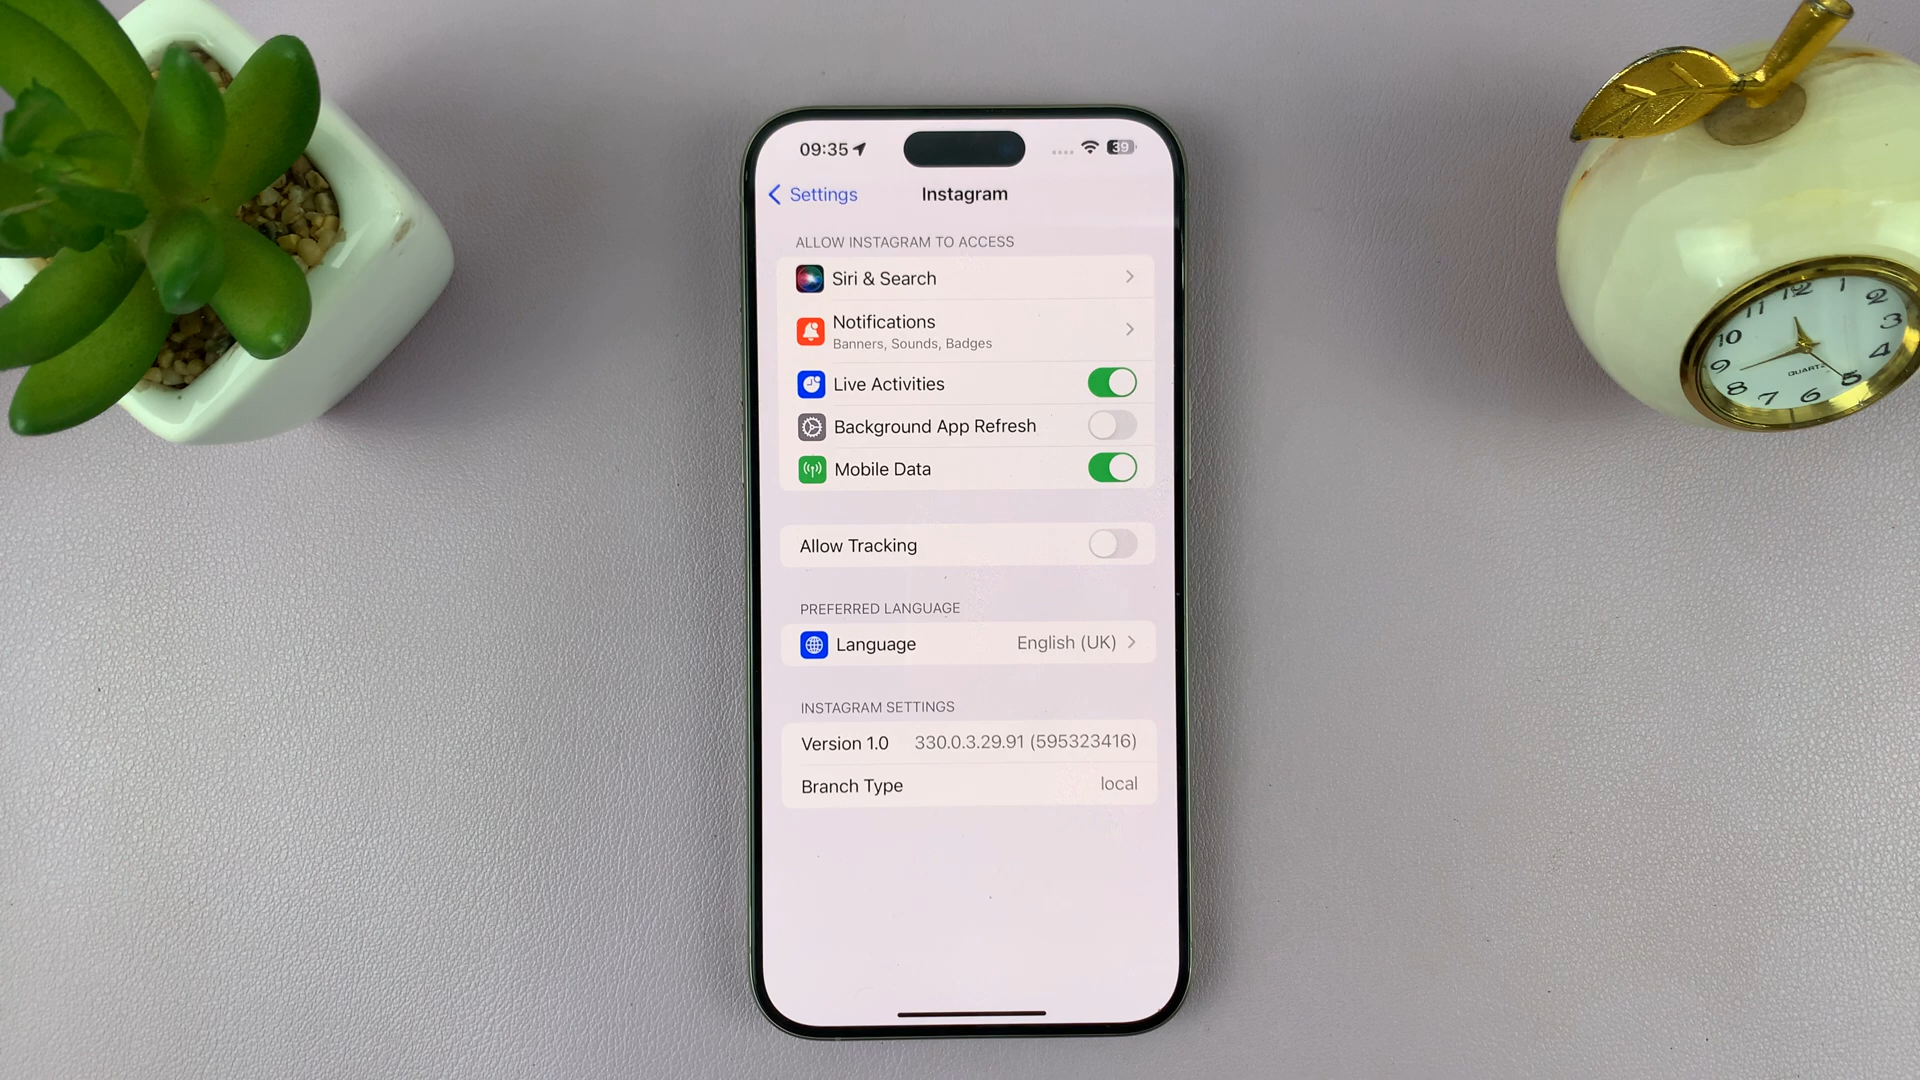 09:35
39
Settings
Instagram
ALLOW INSTAGRAM TO ACCESS
Siri & Search
Notifications
Banners, Sounds, Badges
Live Activities
Background App Refresh
Mobile Data
Allow Tracking
PREFERRED LANGUAGE
Language English (UK)
INSTAGRAM SETTINGS
Version 1.0 330.0.3.29.91 (595323416)
Branch Type local
12
1
2
3
4
5
6
7
8
9
10
11
QUARTZ